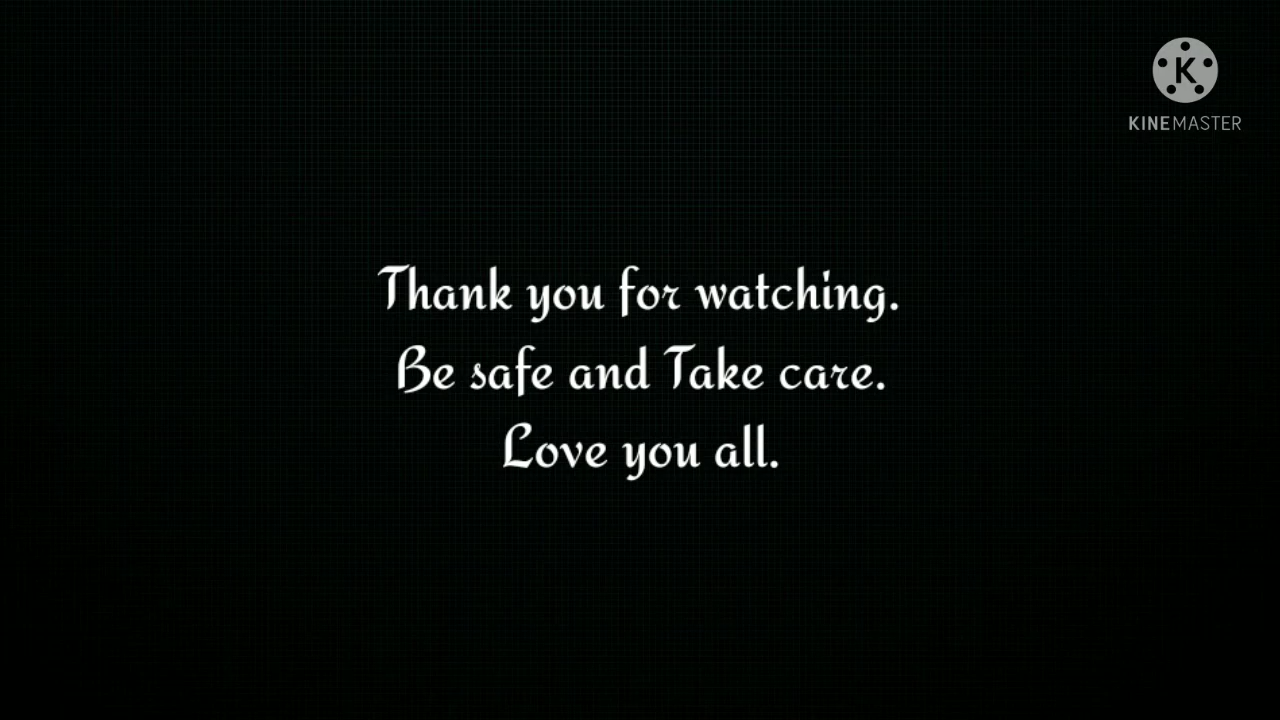 K
KINEMASTER
Thank you for watching.
Be safe and Take care.
Love you all.